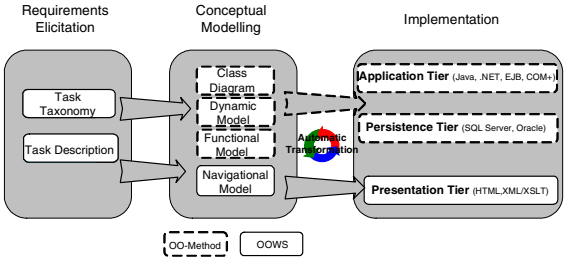 Requirements
Elicitation
Conceptual
Modelling
Implementation
Task
Taxonomy
Task Description
Class
Diagram
Dynamic
Model
Functional
Model
Navigational
Model
Automatic
Transformation
Application Tier (Java, .NET, EJB, COM+)
Persistence Tier (SQL Server, Oracle)
Presentation Tier (HTML,XML/XSLT)
OO-Method
OOWS